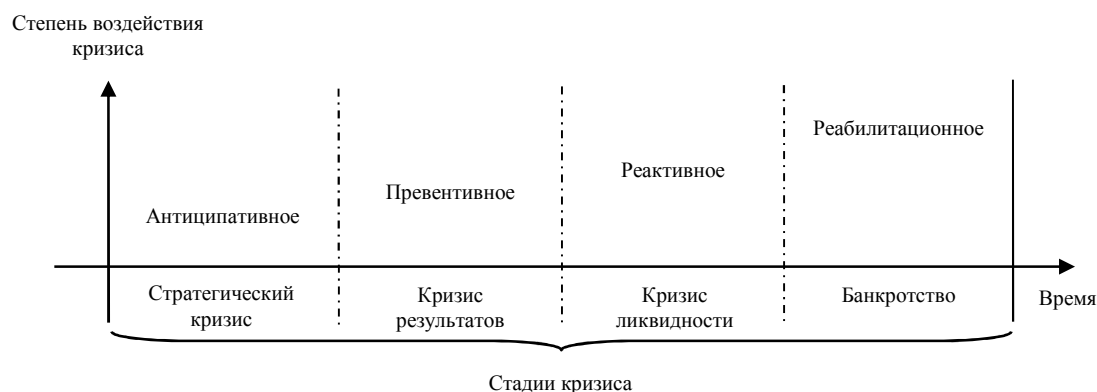 Степень воздействия
кризиса
Реабилитационное
Реактивное
Превентивное
Антиципативное
Стратегический
кризис
Кризис
результатов
Кризис
ликвидности
Банкротство
Время
Стадии кризиса